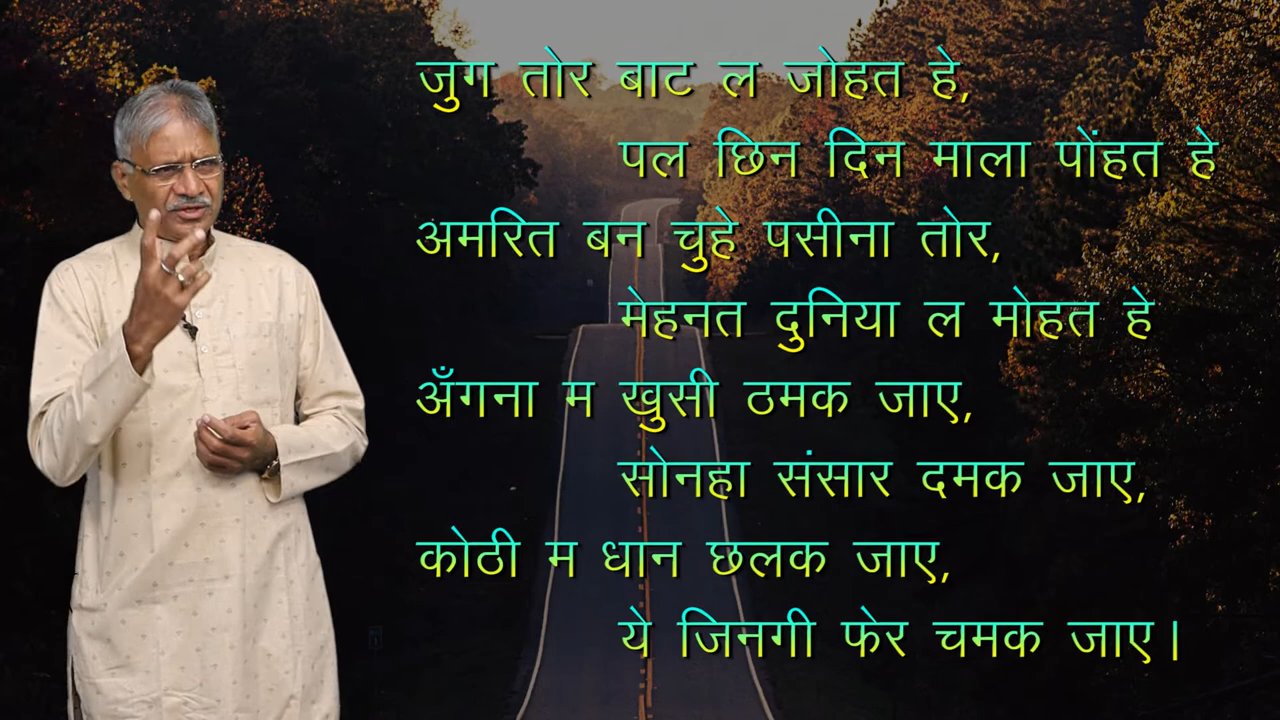 जुग तोर बाट ल जोहत हे,
पल छिन दिन माला पोंहत हे
अमरित बन चुहे पसीना तोर,
मेहनत दुनिया ल मोहत हे
अँगना म खुसी ठमक जाए,
सोनहा संसार दमक जाए,
कोठी म धान छलक जाए,
ये जिनगी फेर चमक जाए।